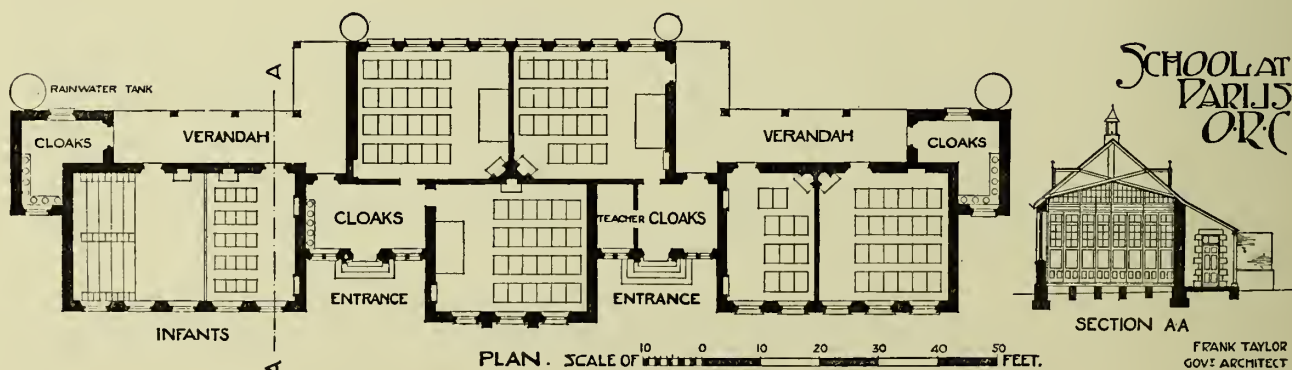 SCHOOL AT
PARIJS
O.R.C
A
RAINWATER TANK
CLOAKS
VERANDAH
VERANDAH
CLOAKS
CLOAKS
TEACHER
CLOAKS
ENTRANCE
ENTRANCE
INFANTS
A
SECTION A·A
PLAN. SCALE OF 10 0 10 20 30 40 50 FEET.
FRANK TAYLOR
GOVT ARCHITECT